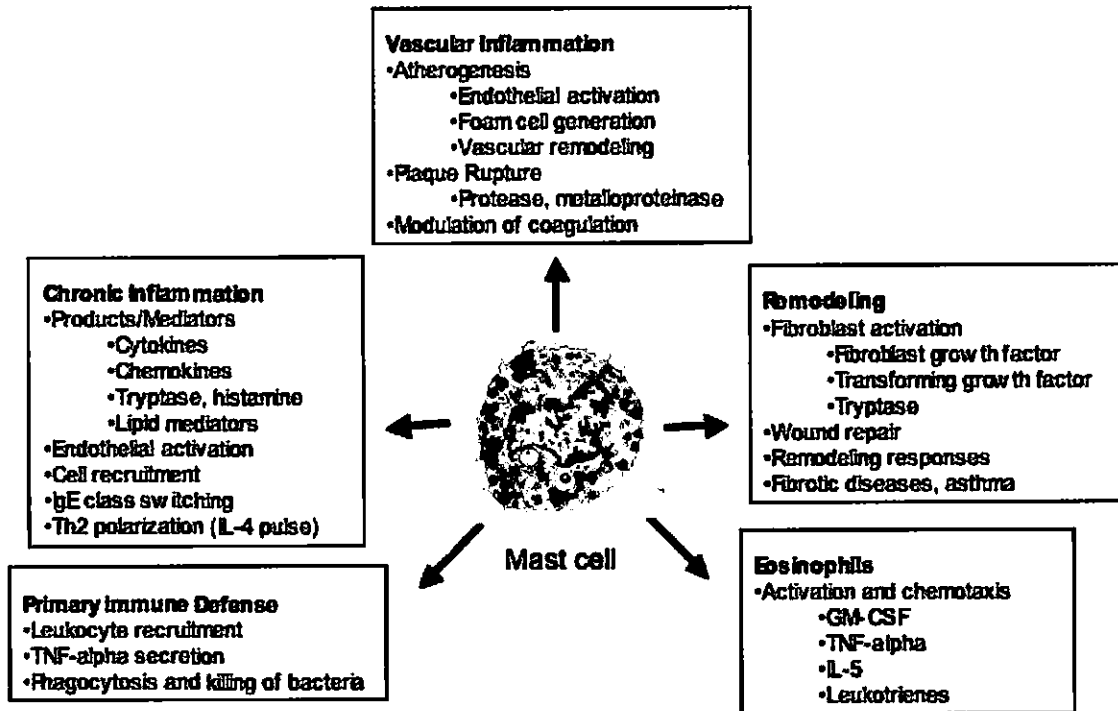 Vascular Inflammation
•Atherogenesis
•Endothelial activation
•Foam cell generation
•Vascular remodeling
•Plaque Rupture
•Protease, metalloproteinase
•Modulation of coagulation
Chronic Inflammation
•Products/Mediators
•Cytokines
•Chemokines
•Tryptase, histamine
•Lipid mediators
•Endothelial activation
•Cell recruitment
•IgE class switching
•Th2 polarization (IL-4 pulse)
Remodeling
•Fibroblast activation
•Fibroblast growth factor
•Transforming growth factor
•Tryptase
•Wound repair
•Remodeling responses
•Fibrotic diseases, asthma
Mast cell
Primary Immune Defense
•Leukocyte recruitment
•TNF-alpha secretion
•Phagocytosis and killing of bacteria
Eosinophils
•Activation and chemotaxis
•GM-CSF
•TNF-alpha
•IL-5
•Leukotrienes